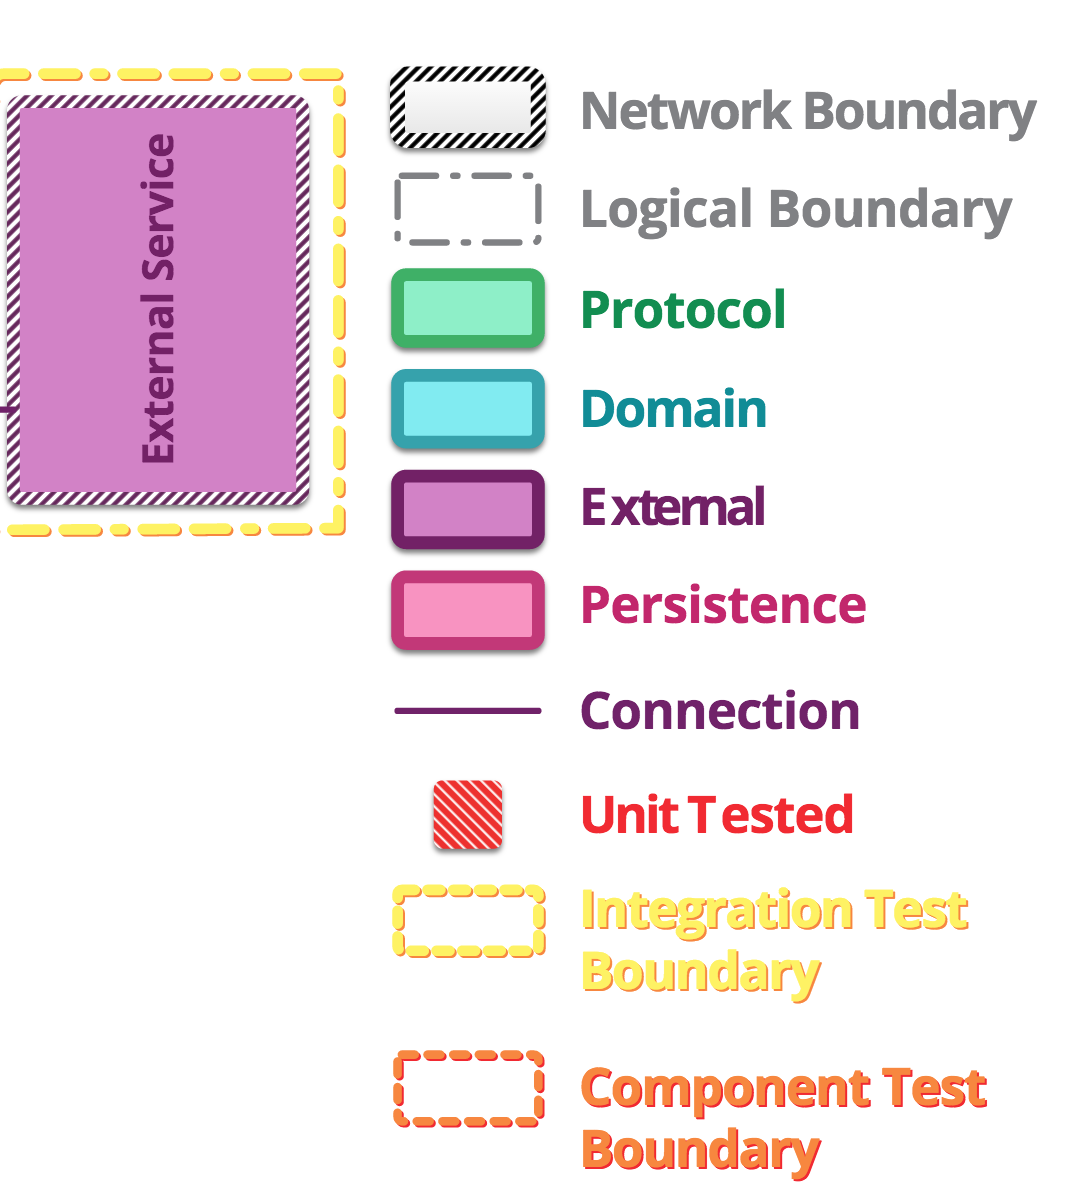 External Service
Network Boundary
Logical Boundary
Protocol
Domain
External
Persistence
Connection
Unit Tested
Integration Test
Boundary
Component Test
Boundary